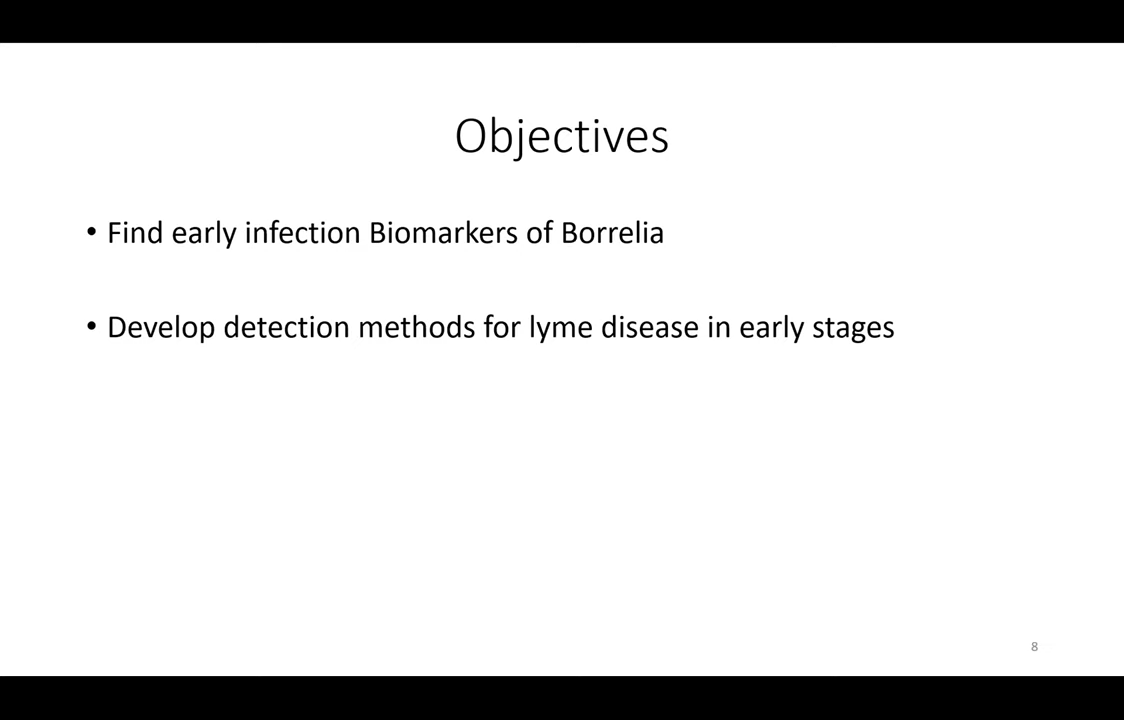 Objectives
• Find early infection Biomarkers of Borrelia
• Develop detection methods for lyme disease in early stages
8